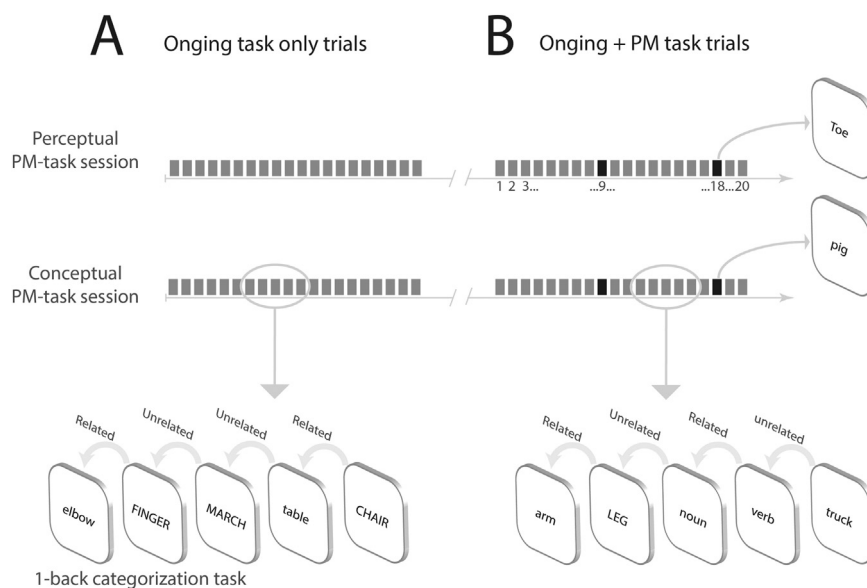 A Onging task only trials
B Onging + PM task trials
Toe
Perceptual
PM-task session
1 2 3... ...9... ...18...20
pig
Conceptual
PM-task session
Related Unrelated Unrelated Related
elbow FINGER MARCH table CHAIR
Related Unrelated Related unrelated
arm LEG noun verb truck
1-back categorization task